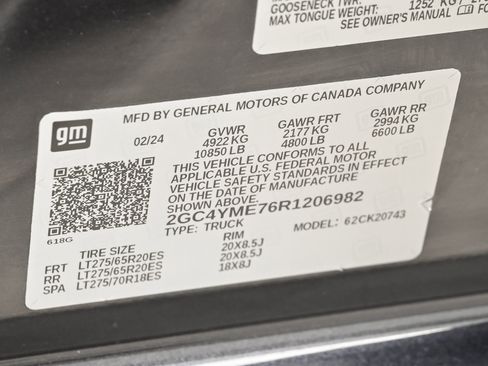 GOOSENECK TWR:
MAX TONGUE WEIGHT: 1252 KG /
SEE OWNER'S MANUAL FO
gm
MFD BY GENERAL MOTORS OF CANADA COMPANY
02/24 GVWR GAWR FRT GAWR RR
4922 KG 2177 KG 2994 KG
10850 LB 4800 LB 6600 LB
THIS VEHICLE CONFORMS TO ALL
APPLICABLE U.S. FEDERAL MOTOR
VEHICLE SAFETY STANDARDS IN EFFECT
ON THE DATE OF MANUFACTURE
SHOWN ABOVE.
2GC4YME76R1206982
TYPE: TRUCK MODEL: 62CK20743
618G
TIRE SIZE RIM
FRT LT275/65R20ES 20X8.5J
RR LT275/65R20ES 20X8.5J
SPA LT275/70R18ES 18X8J